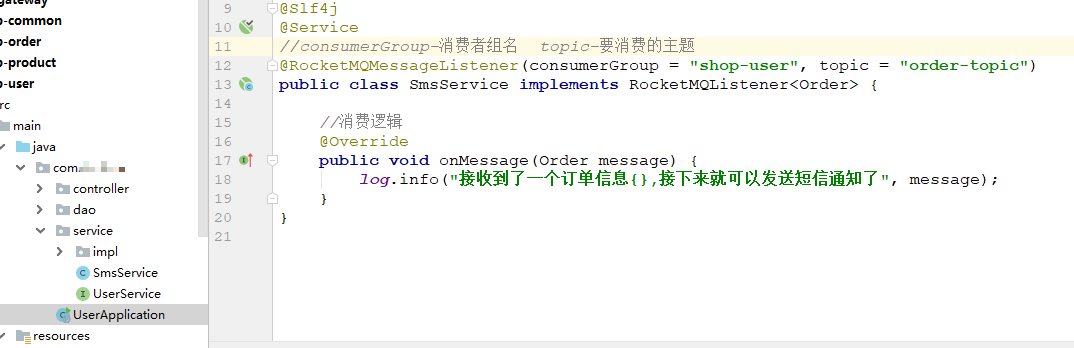 gateway
p-common
p-order
p-product
p-user
rc
main
java
com.
controller
dao
service
impl
SmsService
UserService
UserApplication
resources
9 @Slf4j
10 @Service
11 //consumerGroup-消费者组名 topic-要消费的主题
12 @RocketMQMessageListener(consumerGroup = "shop-user", topic = "order-topic")
13 public class SmsService implements RocketMQListener<Order> {
14
15 //消费逻辑
16 @Override
17 public void onMessage(Order message) {
18 log.info("接收到了一个订单信息{},接下来就可以发送短信通知了", message);
19 }
20 }
21